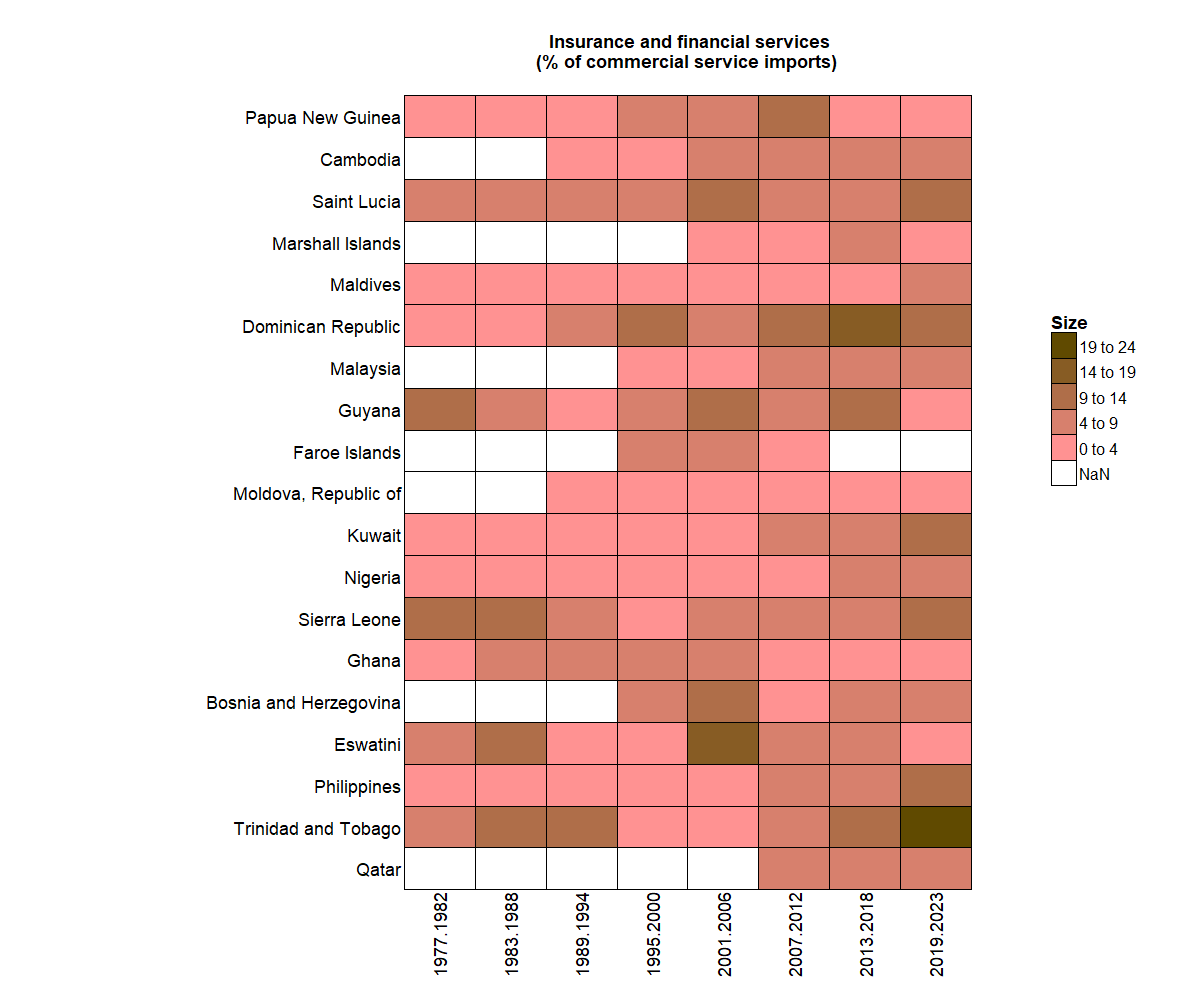 Insurance and financial services
(% of commercial service imports)
Papua New Guinea
Cambodia
Saint Lucia
Marshall Islands
Maldives
Dominican Republic
Malaysia
Guyana
Faroe Islands
Moldova, Republic of
Kuwait
Nigeria
Sierra Leone
Ghana
Bosnia and Herzegovina
Eswatini
Philippines
Trinidad and Tobago
Qatar
1977.1982
1983.1988
1989.1994
1995.2000
2001.2006
2007.2012
2013.2018
2019.2023
Size
19 to 24
14 to 19
9 to 14
4 to 9
0 to 4
NaN